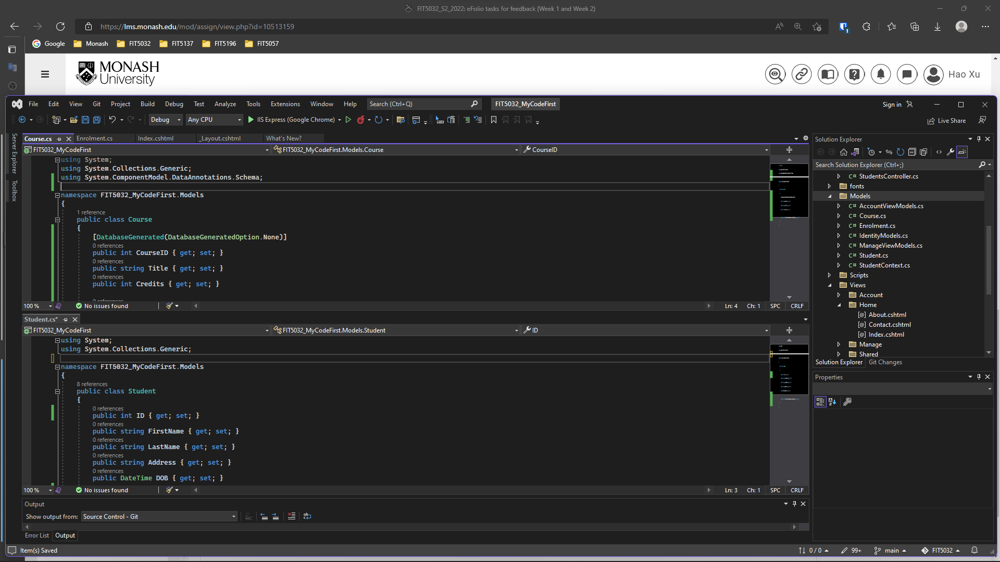 FIT5032_S2_2022: eFolio tasks for feedback (Week 1 and Week 2)
https://lms.monash.edu/mod/assign/view.php?id=10513159
Google Monash FIT5032 FIT5137 FIT5196 FIT5057
MONASH
University
Hao Xu
File Edit View Git Project Build Debug Test Analyze Tools Extensions Window Help Search (Ctrl+Q) FIT5032_MyCodeFirst Sign in
Debug Any CPU IIS Express (Google Chrome) Live Share
Server Explorer
Toolbox
Course.cs Enrolment.cs Index.cshtml _Layout.cshtml What's New?
FIT5032_MyCodeFirst FIT5032_MyCodeFirst.Models.Course CourseID
using System;
using System.Collections.Generic;
using System.ComponentModel.DataAnnotations.Schema;
namespace FIT5032_MyCodeFirst.Models
{
1 reference
public class Course
{
[DatabaseGenerated(DatabaseGeneratedOption.None)]
0 references
public int CourseID { get; set; }
0 references
public string Title { get; set; }
0 references
public int Credits { get; set; }
0 references
100 % No issues found Ln: 4 Ch: 1 SPC CRLF
Student.cs*
FIT5032_MyCodeFirst FIT5032_MyCodeFirst.Models.Student ID
using System;
using System.Collections.Generic;
namespace FIT5032_MyCodeFirst.Models
{
8 references
public class Student
{
0 references
public int ID { get; set; }
0 references
public string FirstName { get; set; }
0 references
public string LastName { get; set; }
0 references
public string Address { get; set; }
0 references
public DateTime DOB { get; set; }
100 % No issues found Ln: 3 Ch: 1 SPC CRLF
Output
Show output from: Source Control - Git
Error List Output
Solution Explorer
Search Solution Explorer (Ctrl+;)
C# StudentsController.cs
fonts
Models
C# AccountViewModels.cs
C# Course.cs
C# Enrolment.cs
C# IdentityModels.cs
C# ManageViewModels.cs
C# Student.cs
C# StudentContext.cs
Scripts
Views
Account
Home
[@] About.cshtml
[@] Contact.cshtml
[@] Index.cshtml
Manage
Shared
Solution Explorer Git Changes
Properties
Item(s) Saved 0 / 0 99+ main FIT5032